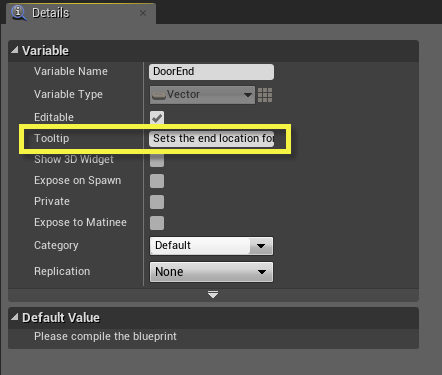 Details
Variable
Variable Name DoorEnd
Variable Type Vector
Editable
Tooltip Sets the end location for
Show 3D Widget
Expose on Spawn
Private
Expose to Matinee
Category Default
Replication None
Default Value
Please compile the blueprint